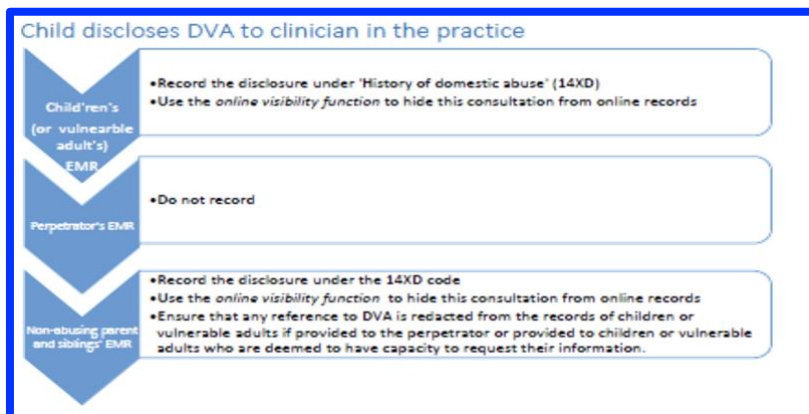 Child discloses DVA to clinician in the practice
Child'ren's
(or vulnearble
adult's)
EMR
•Record the disclosure under 'History of domestic abuse' (14XD)
•Use the online visibility function to hide this consultation from online records
Perpetrator's EMR
•Do not record
Non-abusing parent
and siblings' EMR
•Record the disclosure under the 14XD code
•Use the online visibility function to hide this consultation from online records
•Ensure that any reference to DVA is redacted from the records of children or
vulnerable adults if provided to the perpetrator or provided to children or vulnerable
adults who are deemed to have capacity to request their information.